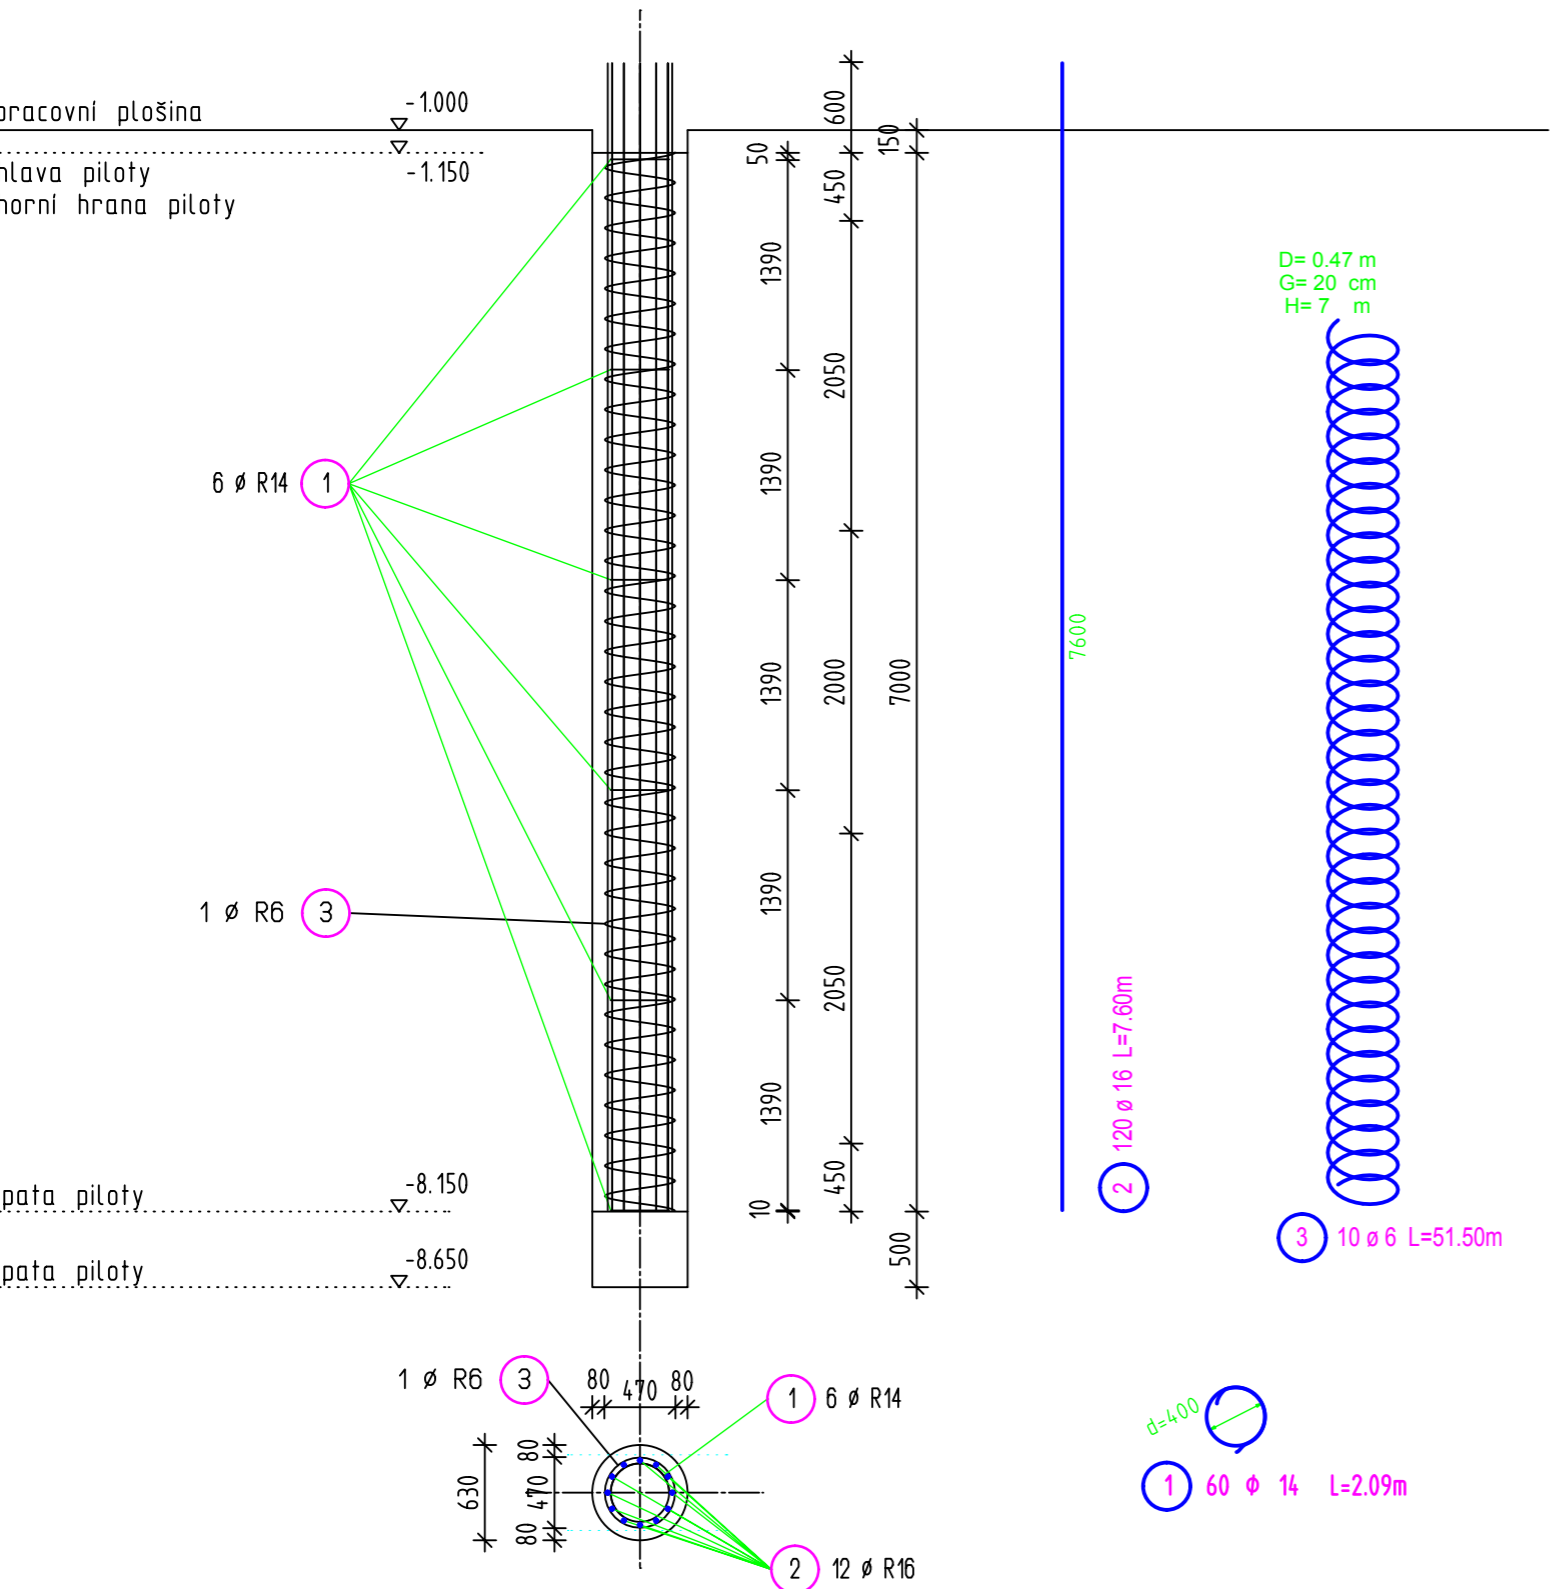 pracovní plošina
-1.000
hlava piloty
-1.150
horní hrana piloty
600
150
50
450
1390
2050
1390
1390
2000
7000
1390
2050
1390
450
10
500
6 ø R14 1
1 ø R6 3
pata piloty
-8.150
pata piloty
-8.650
7600
2 120 ø 16 L=7.60m
D= 0.47 m
G= 20 cm
H= 7 m
3 10 ø 6 L=51.50m
1 ø R6 3
80 470 80
1 6 ø R14
630
80
470
80
2 12 ø R16
d=400
1 60 ϕ 14 L=2.09m